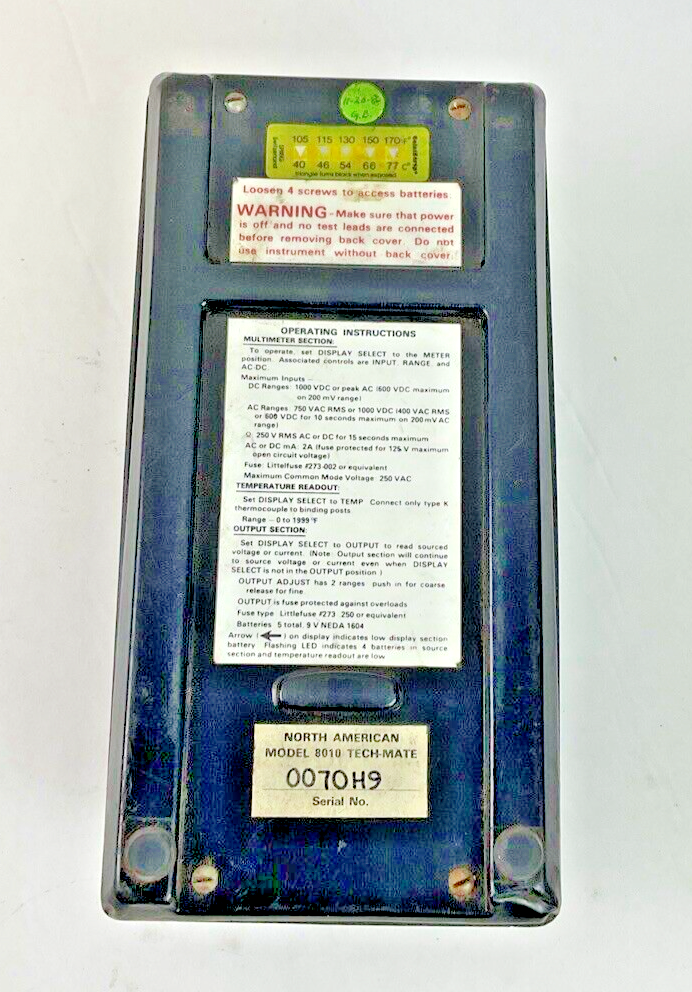 11-20-8
G.B.
105 115 130 150 170 F°
40 46 54 66 77 C°
triangle turns black when exposed
Loosen 4 screws to access batteries.
WARNING – Make sure that power
is off and no test leads are connected
before removing back cover. Do not
use instrument without back cover.
OPERATING INSTRUCTIONS
MULTIMETER SECTION:
To operate, set DISPLAY SELECT to the METER
position. Associated controls are INPUT, RANGE, and
AC-DC.
Maximum Inputs –
DC Ranges: 1000 VDC or peak AC (600 VDC maximum
on 200 mV range)
AC Ranges: 750 VAC RMS or 1000 VDC (400 VAC RMS
or 600 VDC for 10 seconds maximum on 200 mV AC
range)
Ω: 250 V RMS AC or DC for 15 seconds maximum
AC or DC mA: 2A (fuse protected for 125 V maximum
open circuit voltage)
Fuse: Littelfuse #273-002 or equivalent
Maximum Common Mode Voltage: 250 VAC
TEMPERATURE READOUT:
Set DISPLAY SELECT to TEMP. Connect only type K
thermocouple to binding posts.
Range – 0 to 1999 °F
OUTPUT SECTION:
Set DISPLAY SELECT to OUTPUT to read sourced
voltage or current. (Note: Output section will continue
to source voltage or current even when DISPLAY
SELECT is not in the OUTPUT position.)
OUTPUT ADJUST has 2 ranges: push in for coarse
release for fine.
OUTPUT is fuse protected against overloads
Fuse type: Littlefuse #273 .250 or equivalent
Batteries: 5 total, 9 V NEDA 1604
Arrow (←) on display indicates low display section
battery. Flashing LED indicates 4 batteries in source
section and temperature readout are low.
NORTH AMERICAN
MODEL 8010 TECH-MATE
0070H9
Serial No.